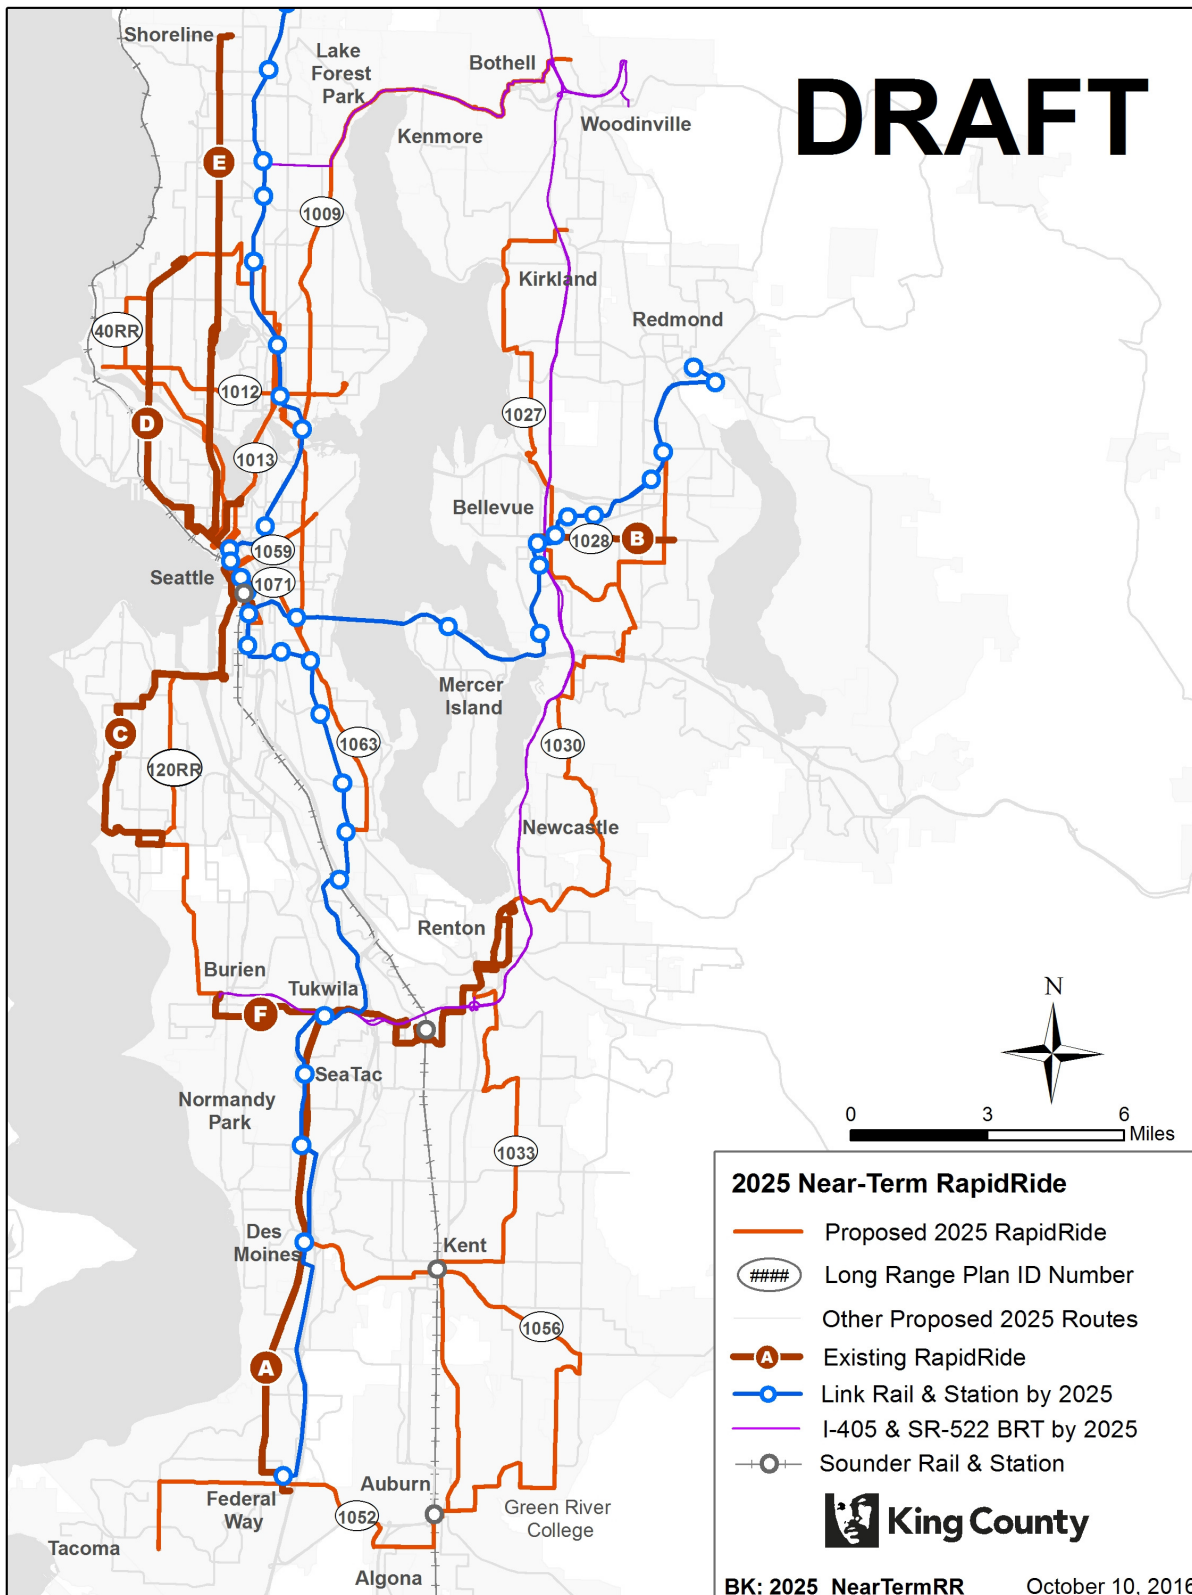 Shoreline
Lake
Forest
Park
Bothell
DRAFT
Kenmore
Woodinville
E
1009
Kirkland
Redmond
40RR
1012
1027
D
1013
Bellevue
1059
1028
B
Seattle
1071
Mercer
Island
C
1063
1030
120RR
Newcastle
Renton
Burien
Tukwila
F
N
SeaTac
Normandy
Park
0 3 6
Miles
1033
2025 Near-Term RapidRide
Proposed 2025 RapidRide
#### Long Range Plan ID Number
Other Proposed 2025 Routes
A Existing RapidRide
Link Rail & Station by 2025
I-405 & SR-522 BRT by 2025
Sounder Rail & Station
Des
Moines
Kent
1056
A
Auburn
Federal
Way
1052
Green River
College
Tacoma
Algona
King County
BK: 2025_NearTermRR October 10, 2016